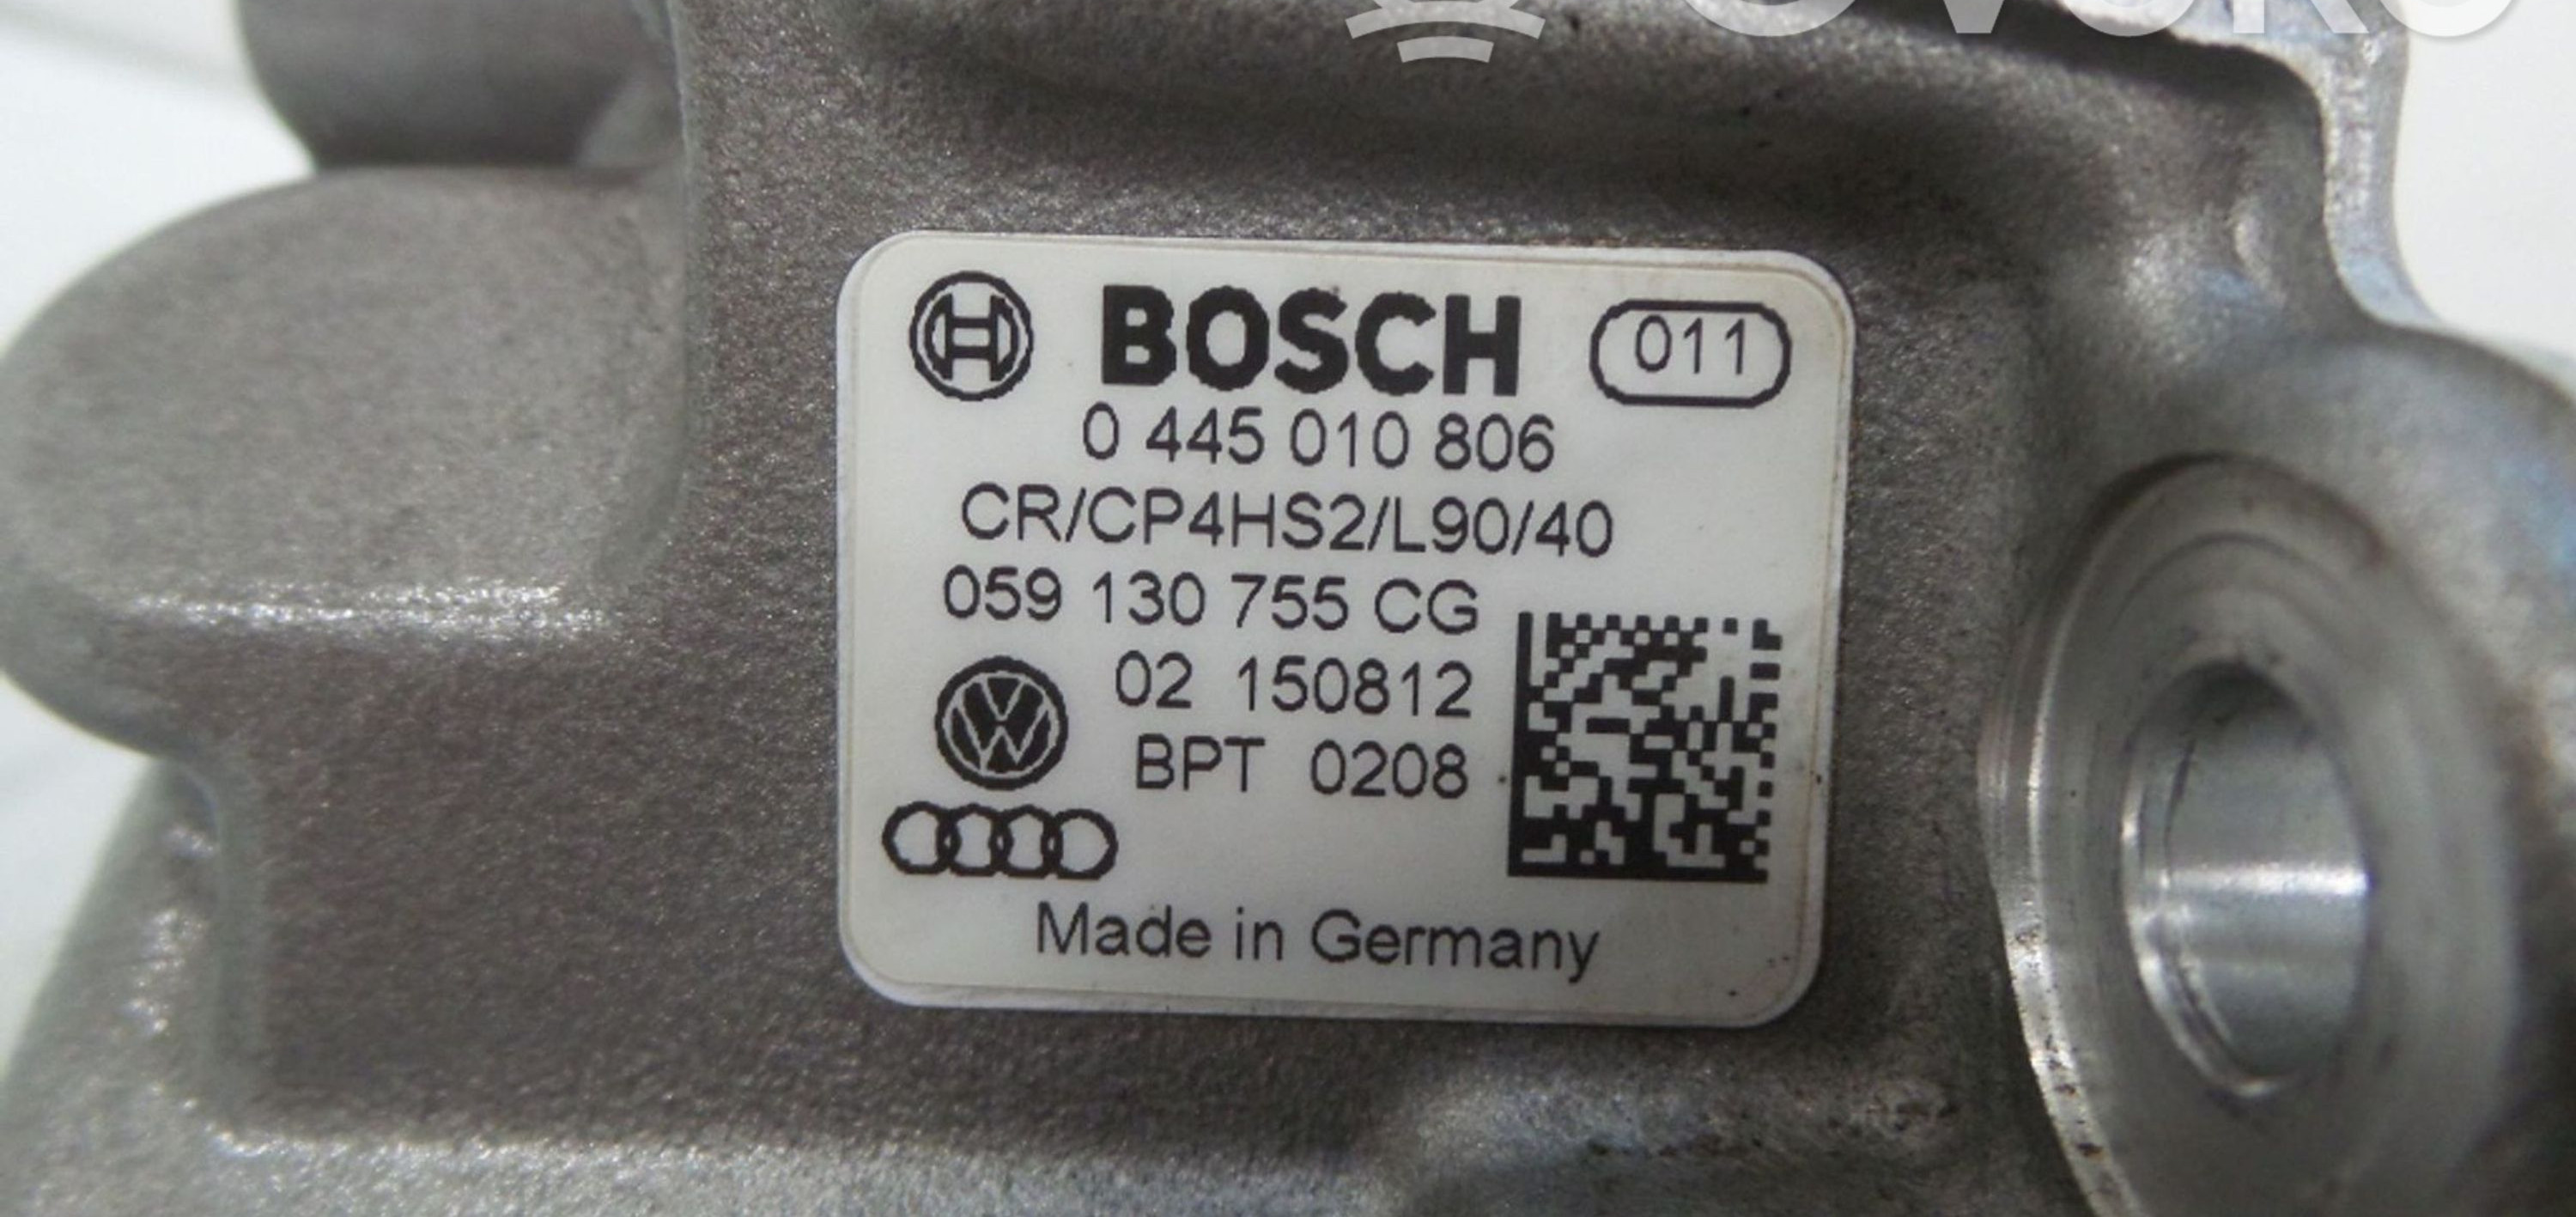 BOSCH 011
0 445 010 806
CR/CP4HS2/L90/40
059 130 755 CG
02 150812
BPT 0208
Made in Germany